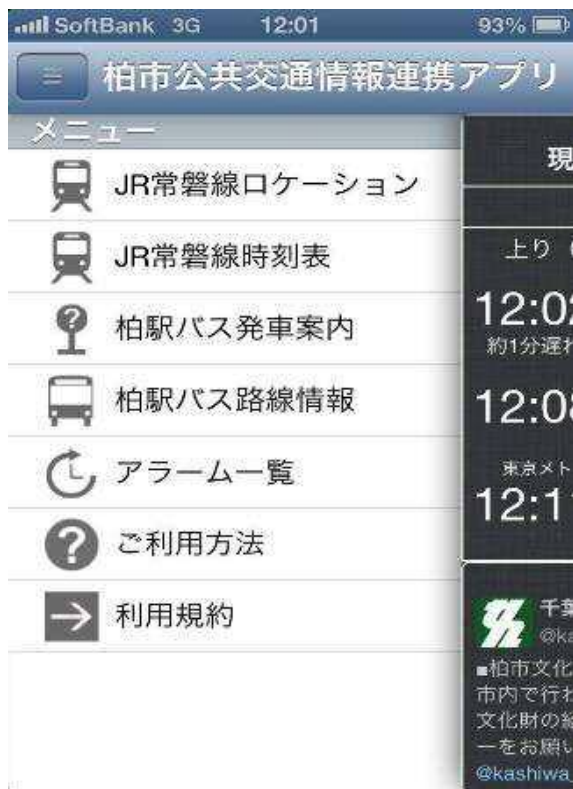 SoftBank 3G 12:01 93%
柏市公共交通情報連携アプリ
メニュー
JR常磐線ロケーション
JR常磐線時刻表
柏駅バス発車案内
柏駅バス路線情報
アラーム一覧
ご利用方法
利用規約
現
上り（
12:02
約1分遅れ
12:08
東京メト
12:11
千葉
@ka
■柏市文化
市内で行わ
文化財の
ーをお願い
@kashiwa_